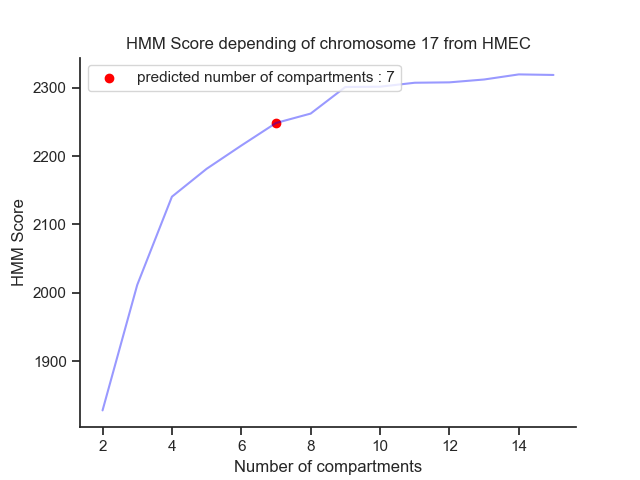 HMM Score depending of chromosome 17 from HMEC
predicted number of compartments : 7
HMM Score
2300
2200
2100
2000
1900
2 4 6 8 10 12 14
Number of compartments